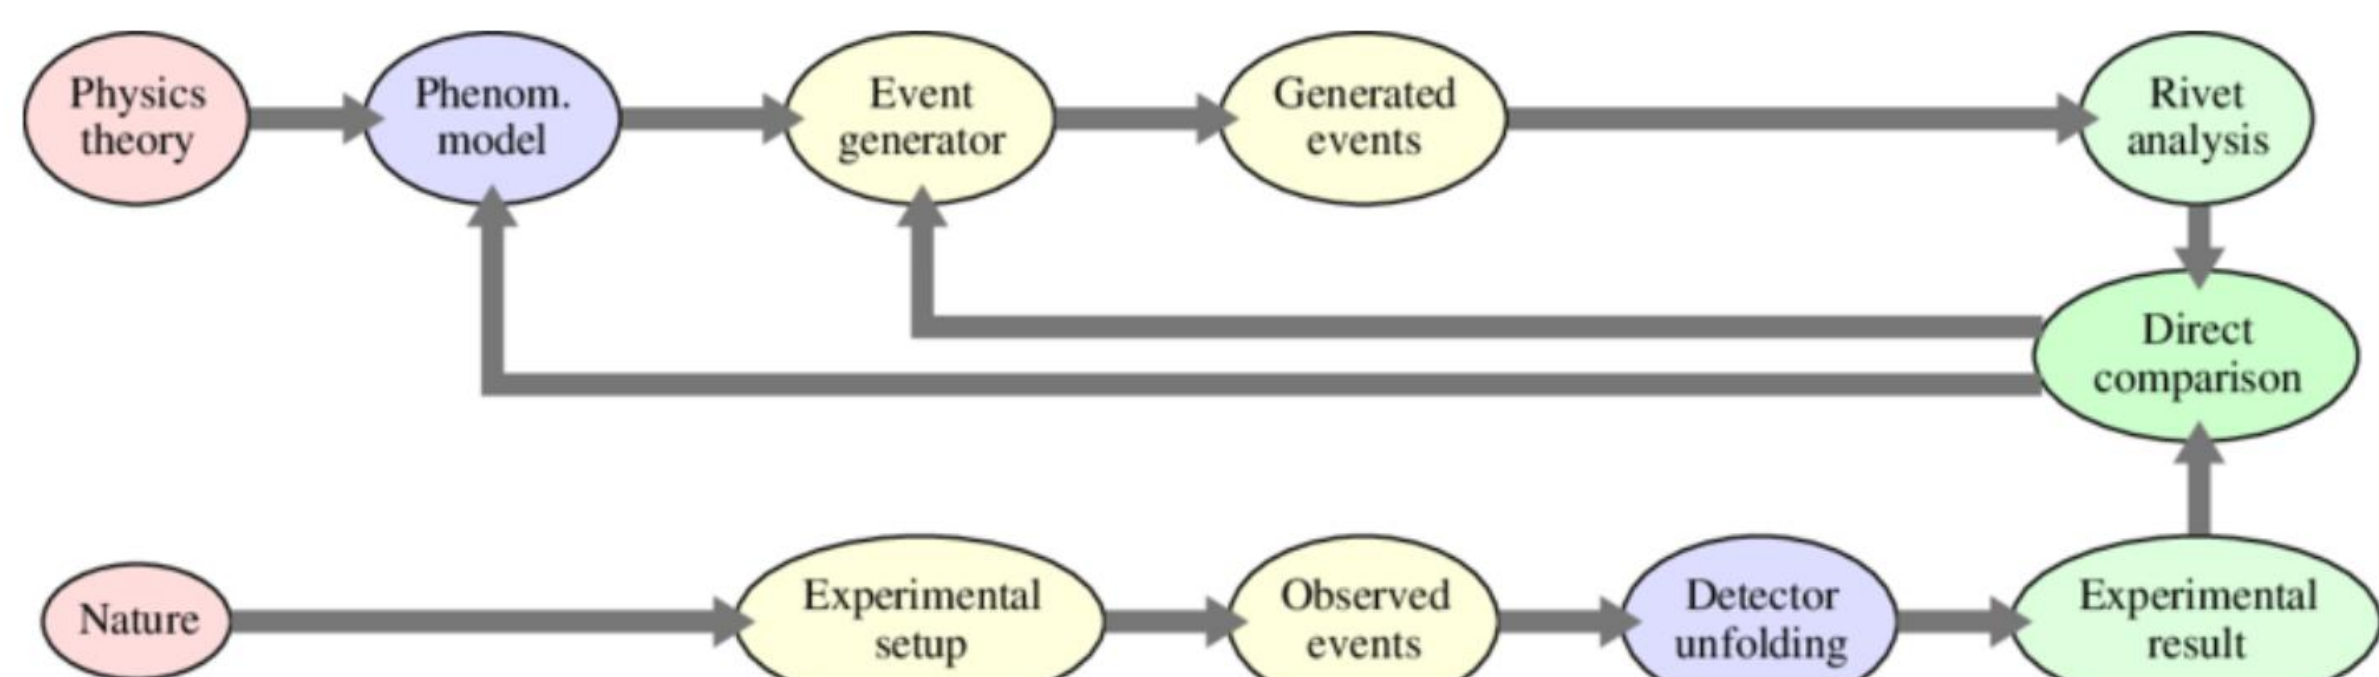 Physics
theory
Phenom.
model
Event
generator
Generated
events
Rivet
analysis
Direct
comparison
Nature
Experimental
setup
Observed
events
Detector
unfolding
Experimental
result